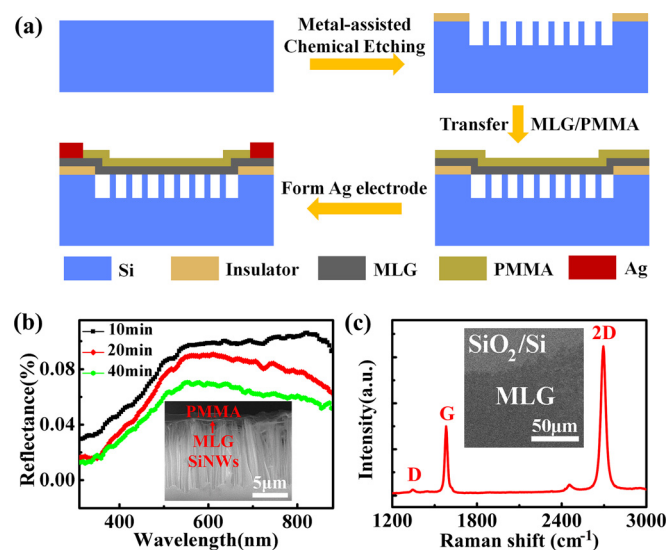 (a)
Metal-assisted
Chemical Etching
Transfer MLG/PMMA
Form Ag electrode
Si Insulator MLG PMMA Ag
(b)
10min
20min
40min
Reflectance(%)
0.08
0.04
0.00
PMMA
MLG
SiNWs
5μm
400 600 800
Wavelength(nm)
(c)
SiO2/Si
MLG
50μm
2D
G
D
Intensity(a.u.)
1200 1800 2400 3000
Raman shift (cm-1)